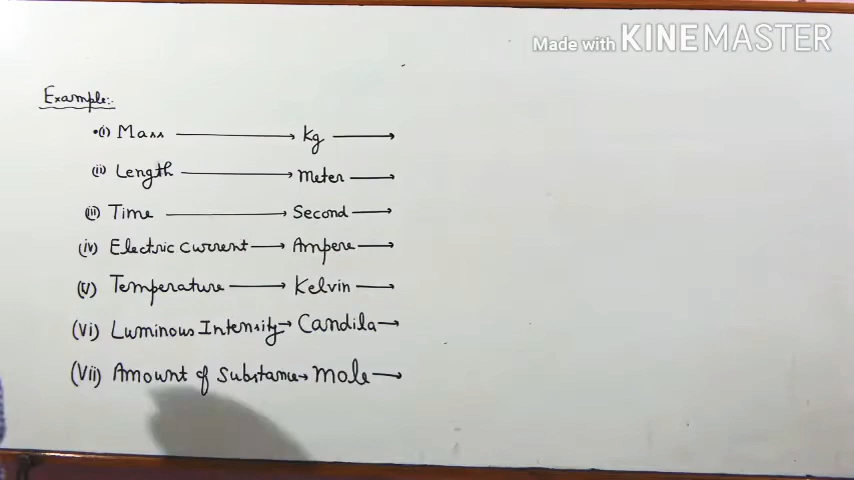 Made with KINEMASTER
Example:-
(i) Mass → Kg →
(ii) Length → Meter →
(iii) Time → Second →
(iv) Electric current → Ampere →
(v) Temperature → Kelvin →
(vi) Luminous Intensity → Candila →
(vii) Amount of Substance → Mole →